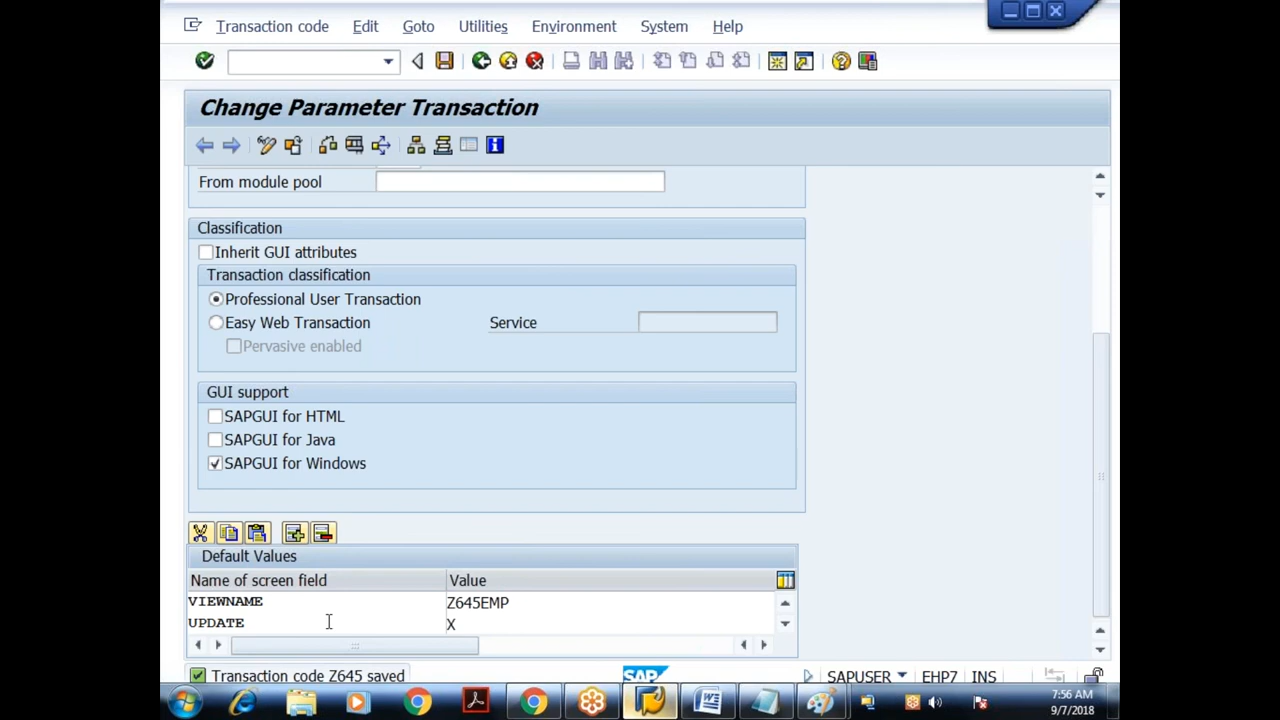 Transaction code Edit Goto Utilities Environment System Help
Change Parameter Transaction
From module pool
Classification
Inherit GUI attributes
Transaction classification
Professional User Transaction
Easy Web Transaction Service
Pervasive enabled
GUI support
SAPGUI for HTML
SAPGUI for Java
SAPGUI for Windows
Default Values
Name of screen field Value
VIEWNAME Z645EMP
UPDATE X
Transaction code Z645 saved SAP SAPUSER EHP7 INS
7:56 AM
9/7/2018